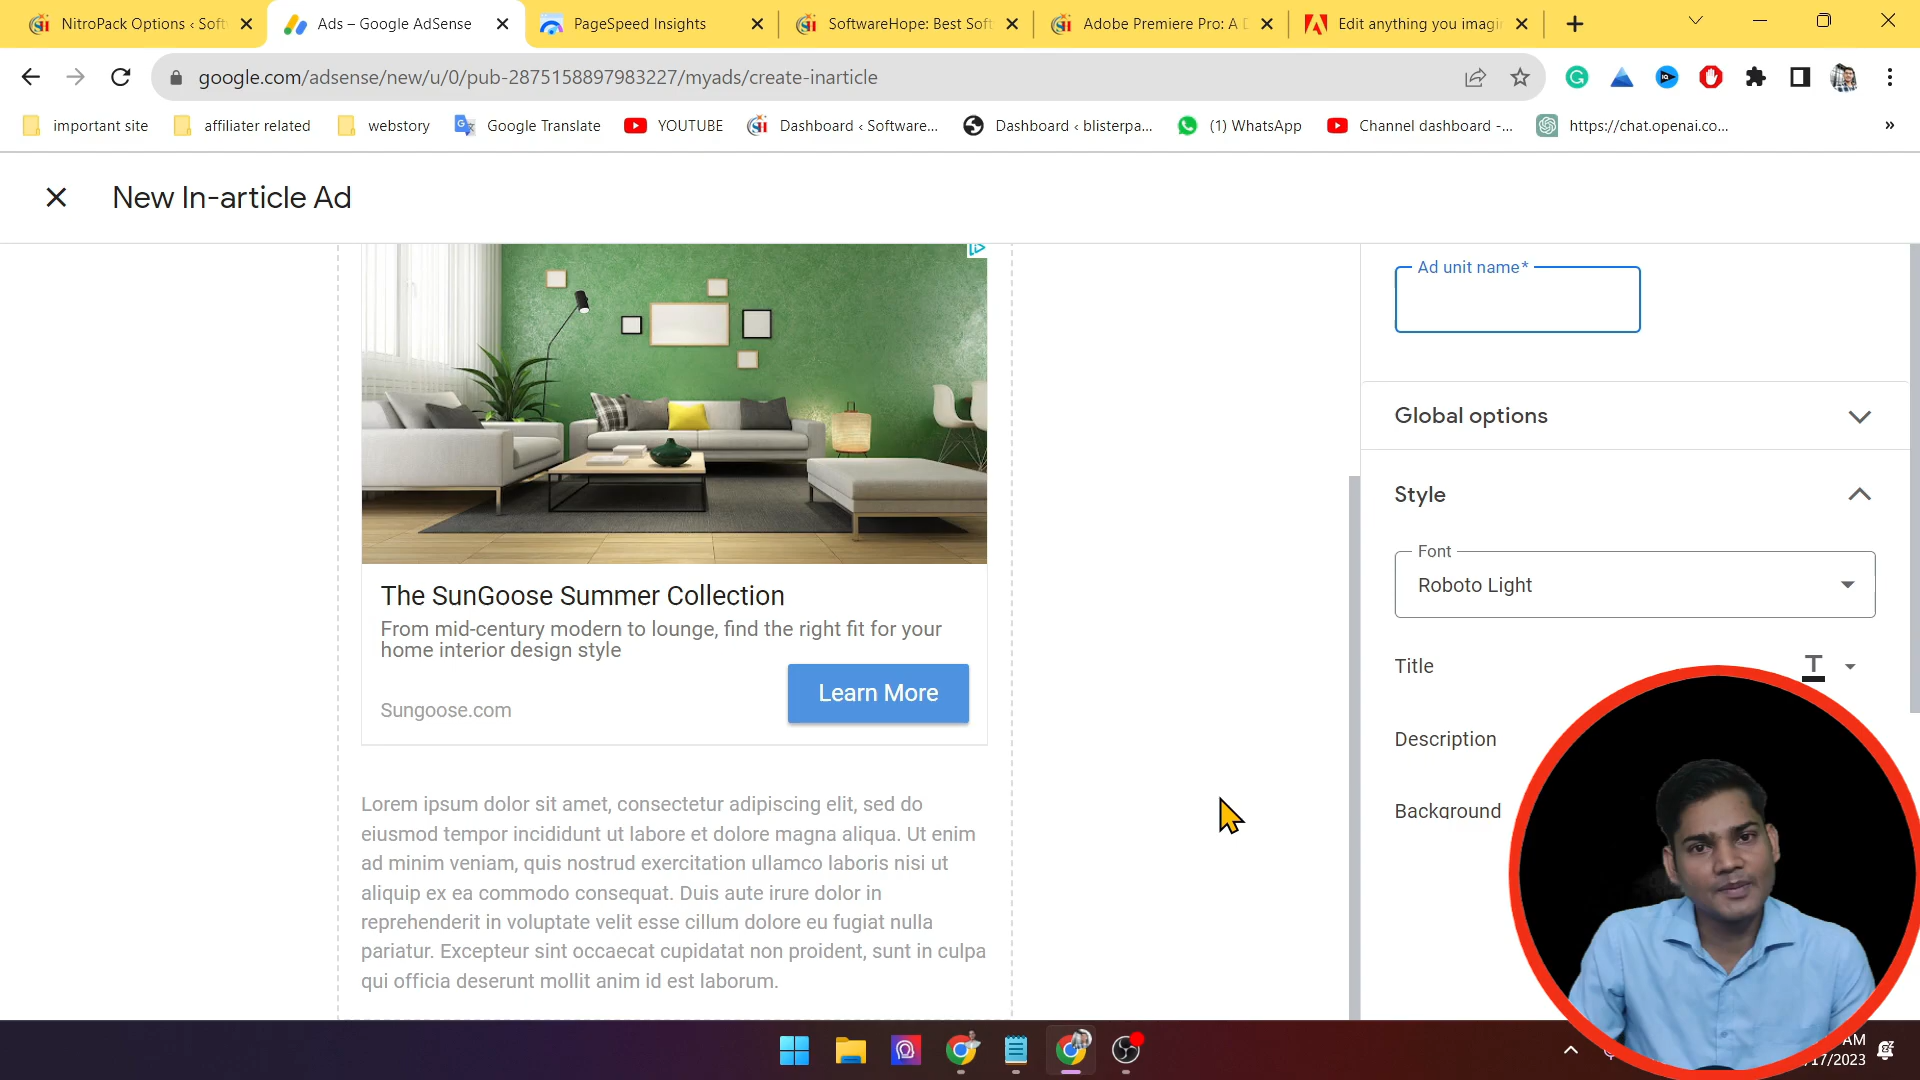 NitroPack Options ‹ Soft
Ads – Google AdSense
PageSpeed Insights
SoftwareHope: Best Soft
Adobe Premiere Pro: A D
Edit anything you imagin
google.com/adsense/new/u/0/pub-2875158897983227/myads/create-inarticle
important site
affiliater related
webstory
Google Translate
YOUTUBE
Dashboard ‹ Software...
Dashboard ‹ blisterpa...
(1) WhatsApp
Channel dashboard -...
https://chat.openai.co...
»
New In-article Ad
Ad unit name*
Global options
Style
Font
Roboto Light
Title
Description
Background
The SunGoose Summer Collection
From mid-century modern to lounge, find the right fit for your
home interior design style
Sungoose.com
Learn More
Lorem ipsum dolor sit amet, consectetur adipiscing elit, sed do
eiusmod tempor incididunt ut labore et dolore magna aliqua. Ut enim
ad minim veniam, quis nostrud exercitation ullamco laboris nisi ut
aliquip ex ea commodo consequat. Duis aute irure dolor in
reprehenderit in voluptate velit esse cillum dolore eu fugiat nulla
pariatur. Excepteur sint occaecat cupidatat non proident, sunt in culpa
qui officia deserunt mollit anim id est laborum.
AM
/17/2023